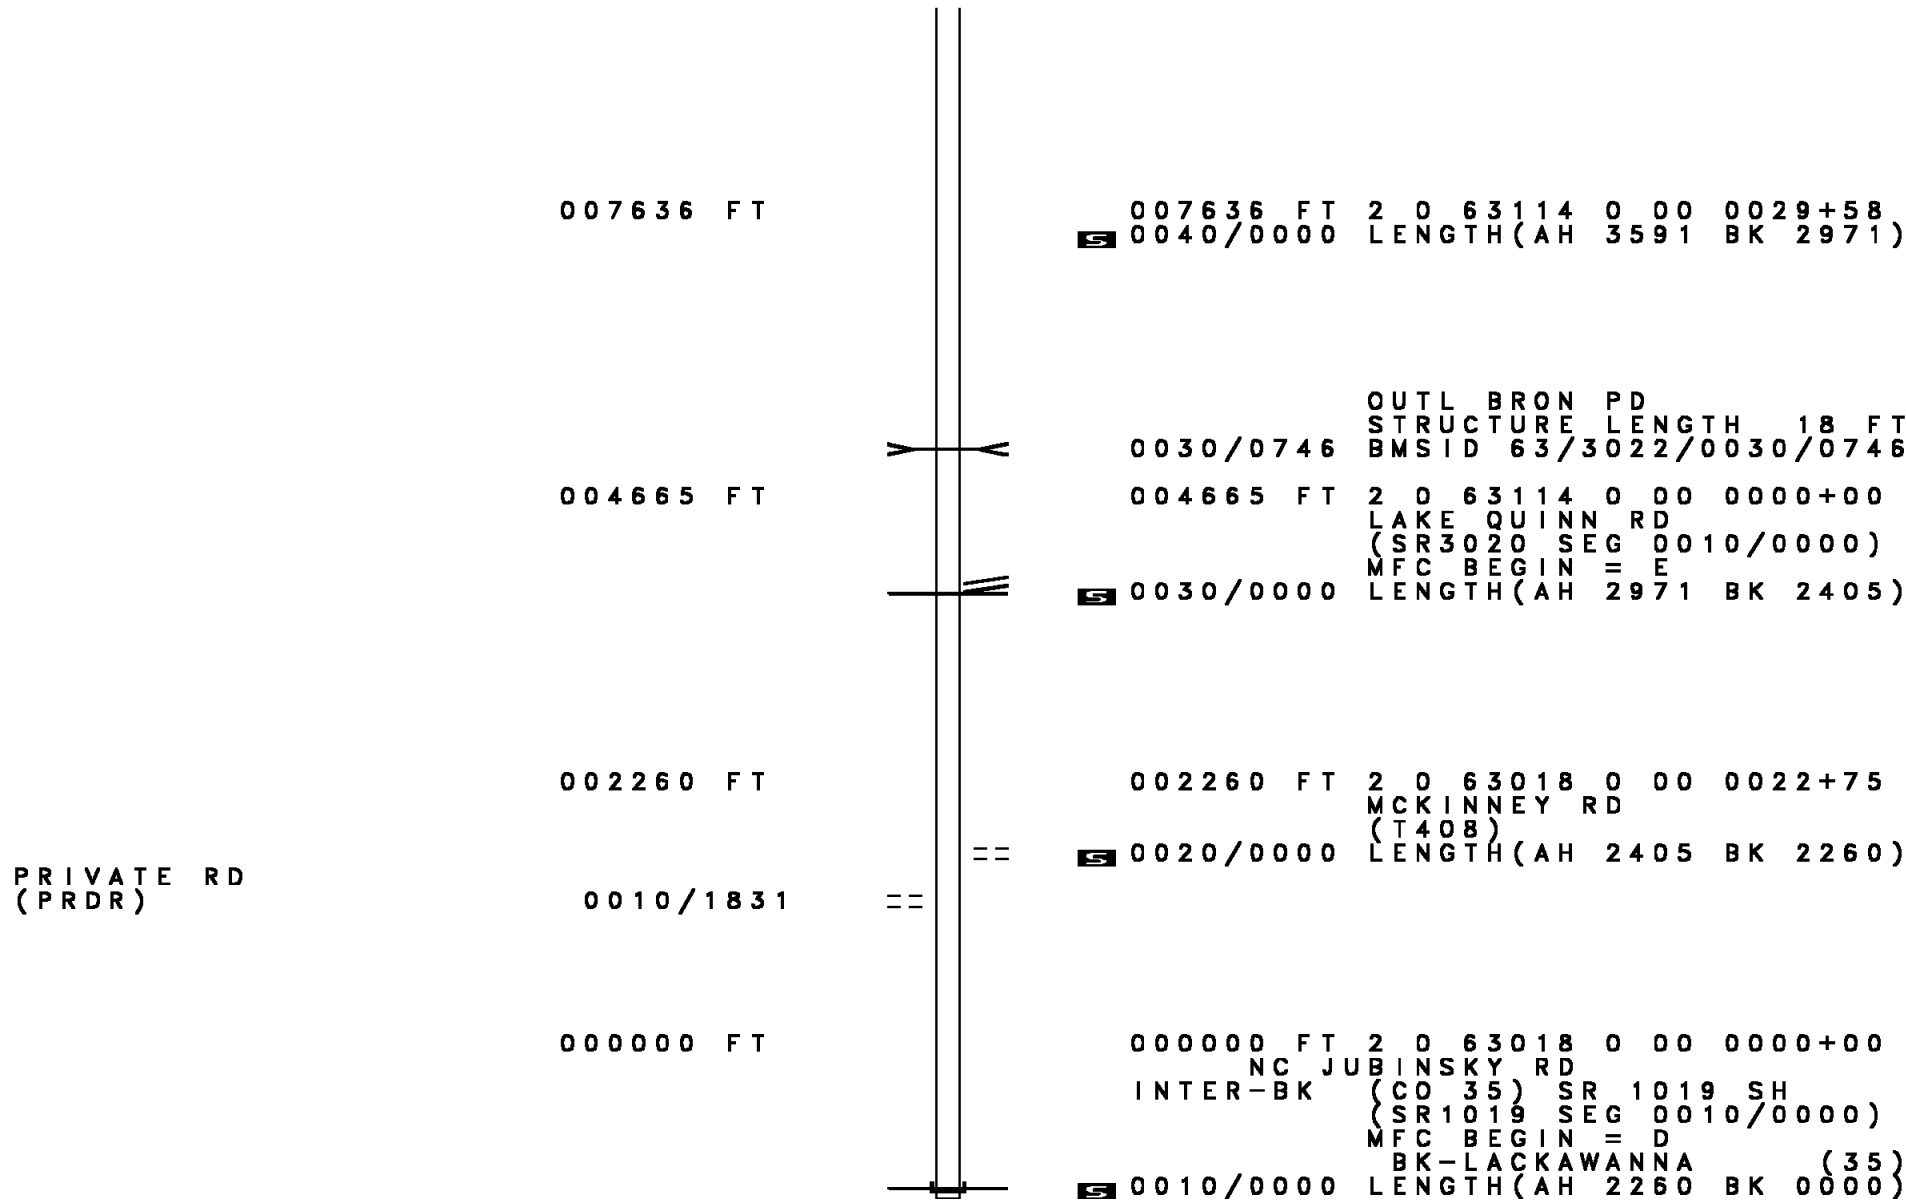 007636 FT 007636 FT 2 0 63114 0 00 0029+58
S 0040/0000 LENGTH(AH 3591 BK 2971)
OUTL BRON PD
STRUCTURE LENGTH 18 FT
0030/0746 BMSID 63/3022/0030/0746
004665 FT 004665 FT 2 0 63114 0 00 0000+00
LAKE QUINN RD
(SR3020 SEG 0010/0000)
MFC BEGIN = E
S 0030/0000 LENGTH(AH 2971 BK 2405)
002260 FT 002260 FT 2 0 63018 0 00 0022+75
MCKINNEY RD
(T408)
S 0020/0000 LENGTH(AH 2405 BK 2260)
PRIVATE RD
(PRDR) 0010/1831
000000 FT 000000 FT 2 0 63018 0 00 0000+00
NC JUBINSKY RD
INTER-BK (CO 35) SR 1019 SH
(SR1019 SEG 0010/0000)
MFC BEGIN = D
BK-LACKAWANNA (35)
S 0010/0000 LENGTH(AH 2260 BK 0000)